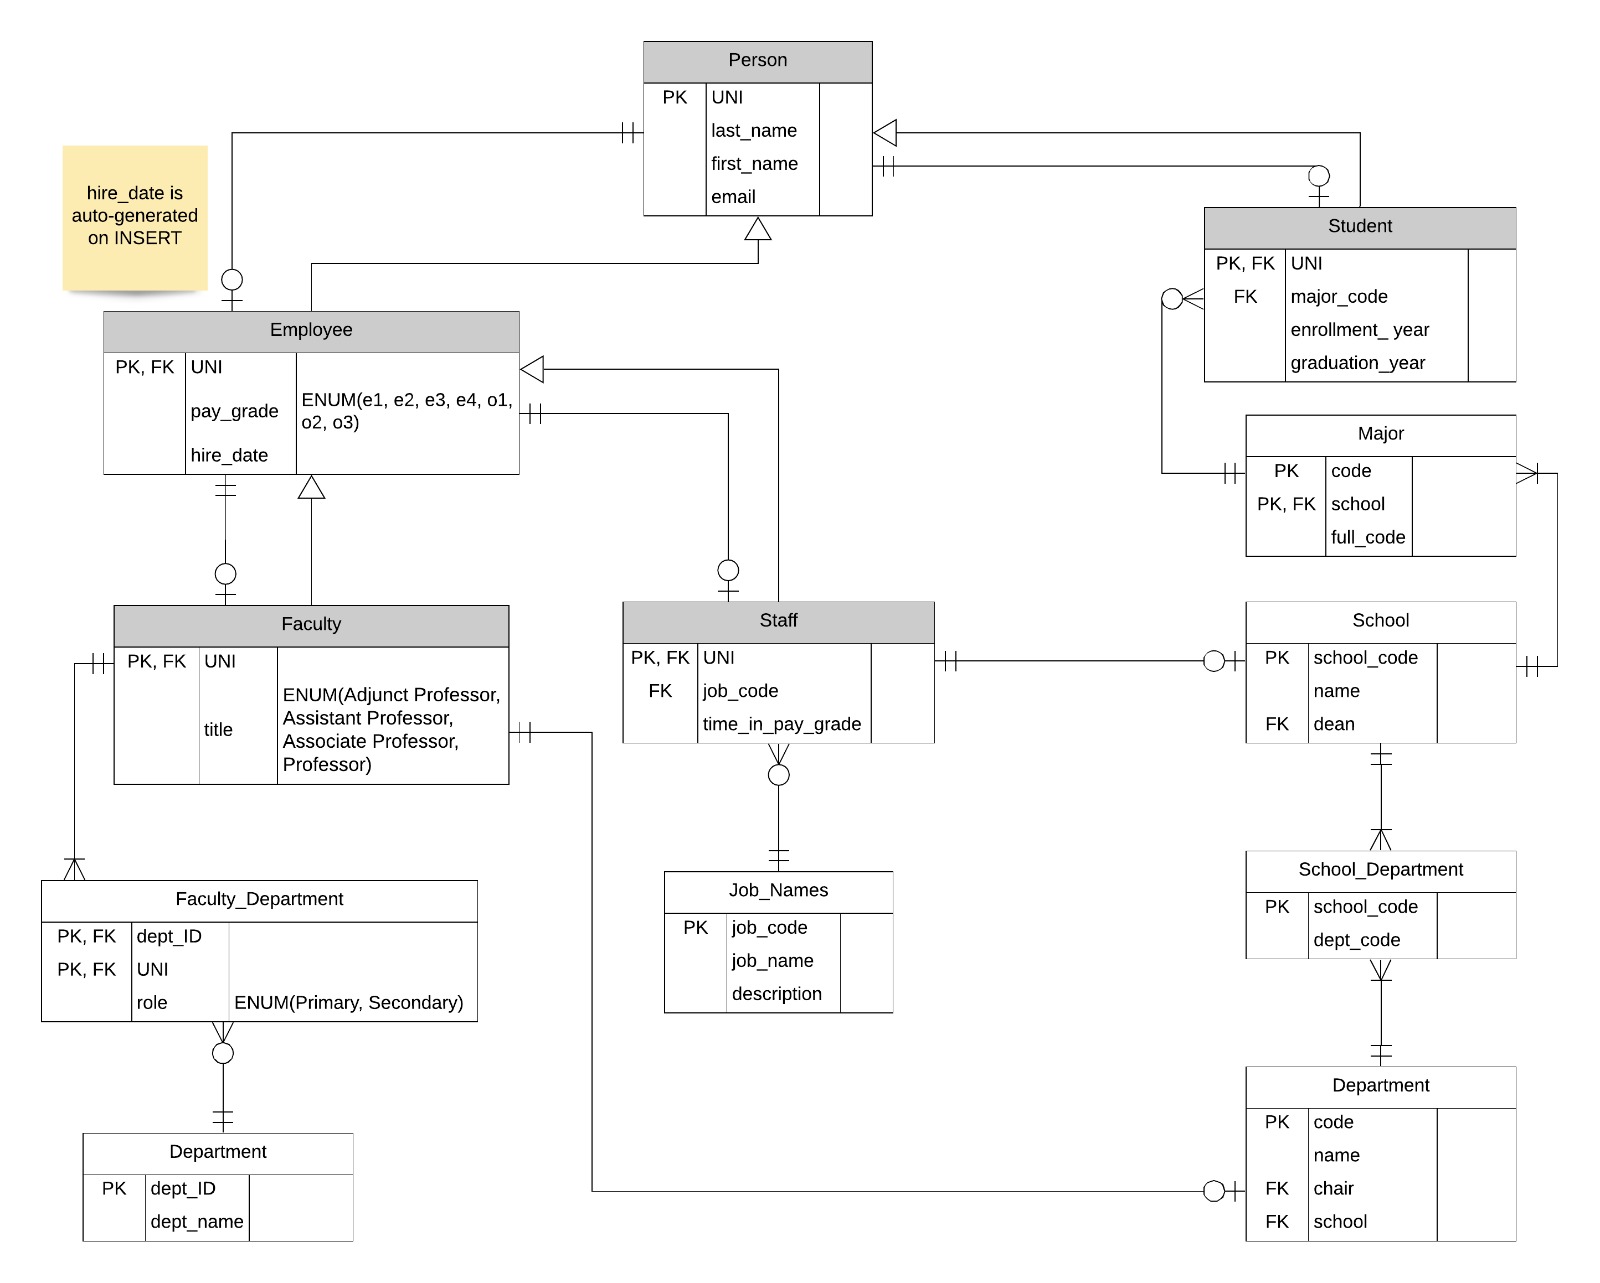 Person
PK UNI
last_name
first_name
email
hire_date is
auto-generated
on INSERT
Student
PK, FK UNI
FK major_code
enrollment_ year
graduation_year
Employee
PK, FK UNI
pay_grade ENUM(e1, e2, e3, e4, o1,
o2, o3)
hire_date
Major
PK code
PK, FK school
full_code
Faculty
PK, FK UNI
title ENUM(Adjunct Professor,
Assistant Professor,
Associate Professor,
Professor)
Staff
PK, FK UNI
FK job_code
time_in_pay_grade
School
PK school_code
name
FK dean
Faculty_Department
PK, FK dept_ID
PK, FK UNI
role ENUM(Primary, Secondary)
Job_Names
PK job_code
job_name
description
School_Department
PK school_code
dept_code
Department
PK dept_ID
dept_name
Department
PK code
name
FK chair
FK school